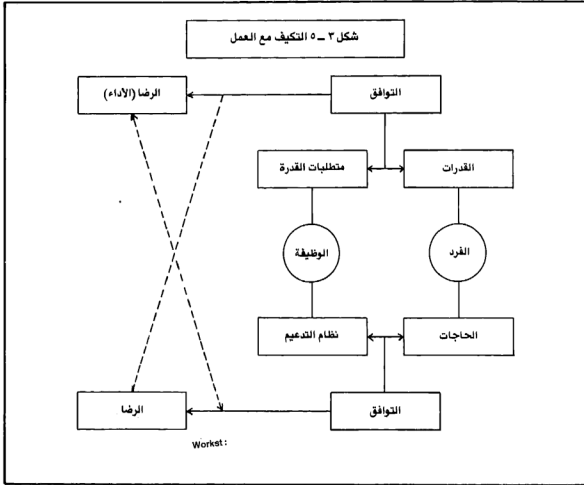 شكل ٣ – ٥ التكيف مع العمل
التوافق
الرضا (الأداء)
القدرات
متطلبات القدرة
الفرد
الوظيفة
الحاجات
نظام التدعيم
التوافق
الرضا
Workst :